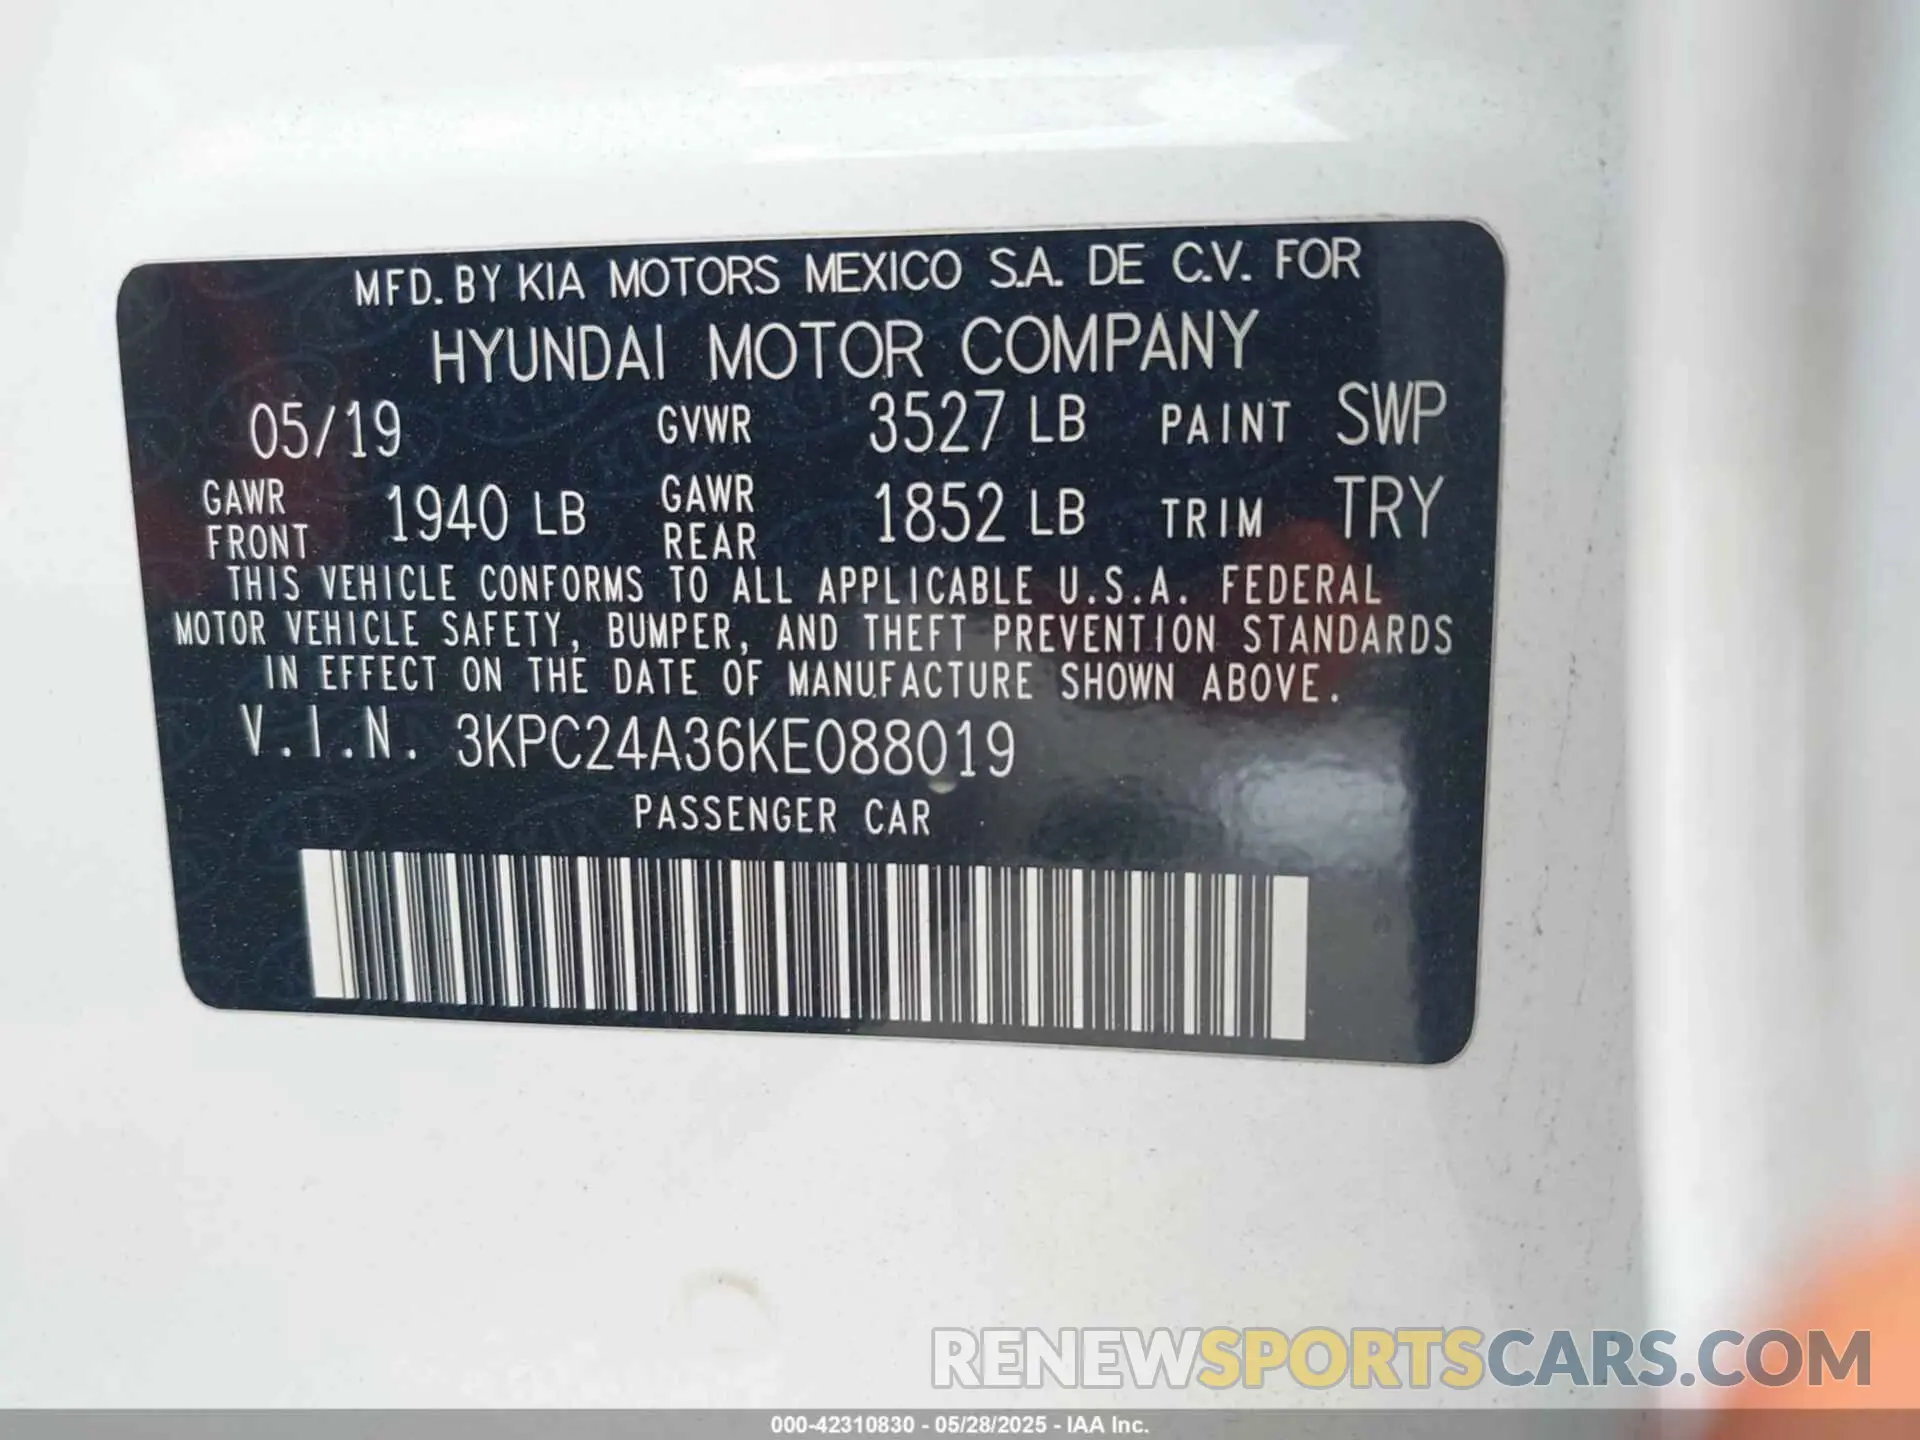 MFD. BY KIA MOTORS MEXICO S.A. DE C.V. FOR
HYUNDAI MOTOR COMPANY
05/19 GVWR 3527 LB PAINT SWP
GAWR FRONT 1940 LB GAWR REAR 1852 LB TRIM TRY
THIS VEHICLE CONFORMS TO ALL APPLICABLE U.S.A. FEDERAL
MOTOR VEHICLE SAFETY, BUMPER, AND THEFT PREVENTION STANDARDS
IN EFFECT ON THE DATE OF MANUFACTURE SHOWN ABOVE.
V.I.N. 3KPC24A36KE088019
PASSENGER CAR
RENEWSPORTSCARS.COM
000-42310830 - 05/28/2025 - IAA Inc.